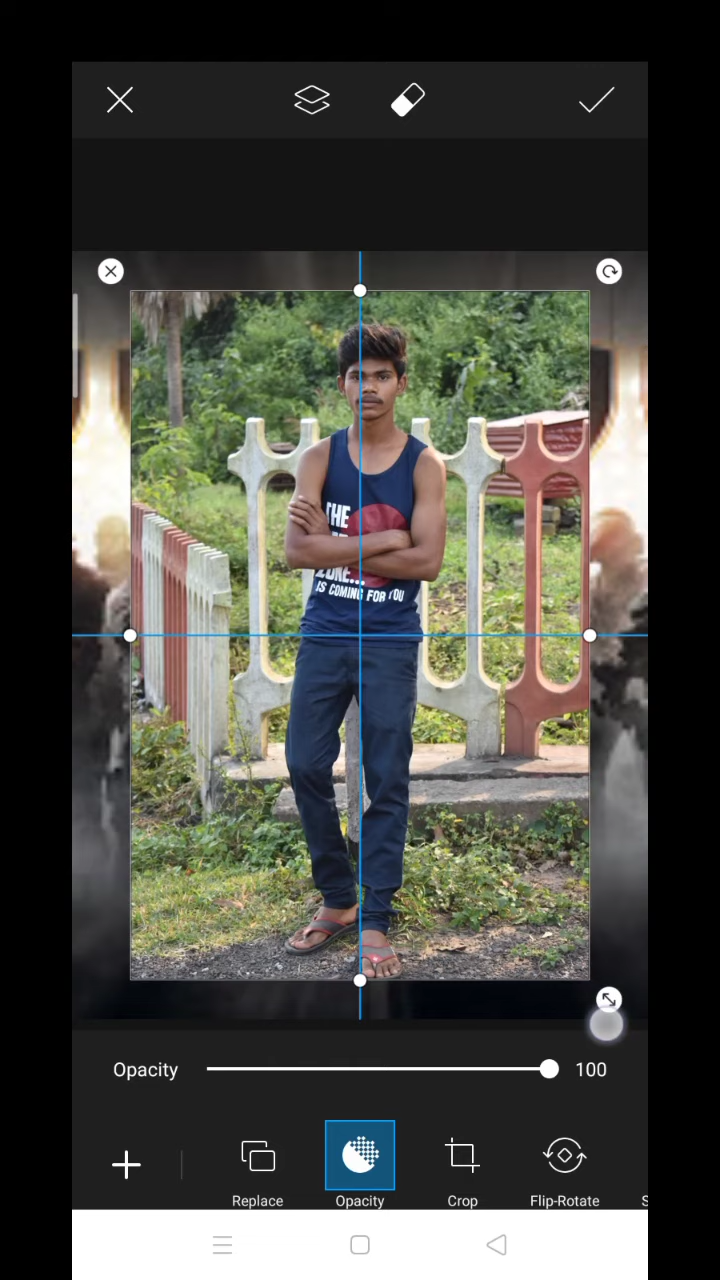 THE
ZONE...
IS COMING FOR YOU
Opacity 100
Replace Opacity Crop Flip-Rotate S